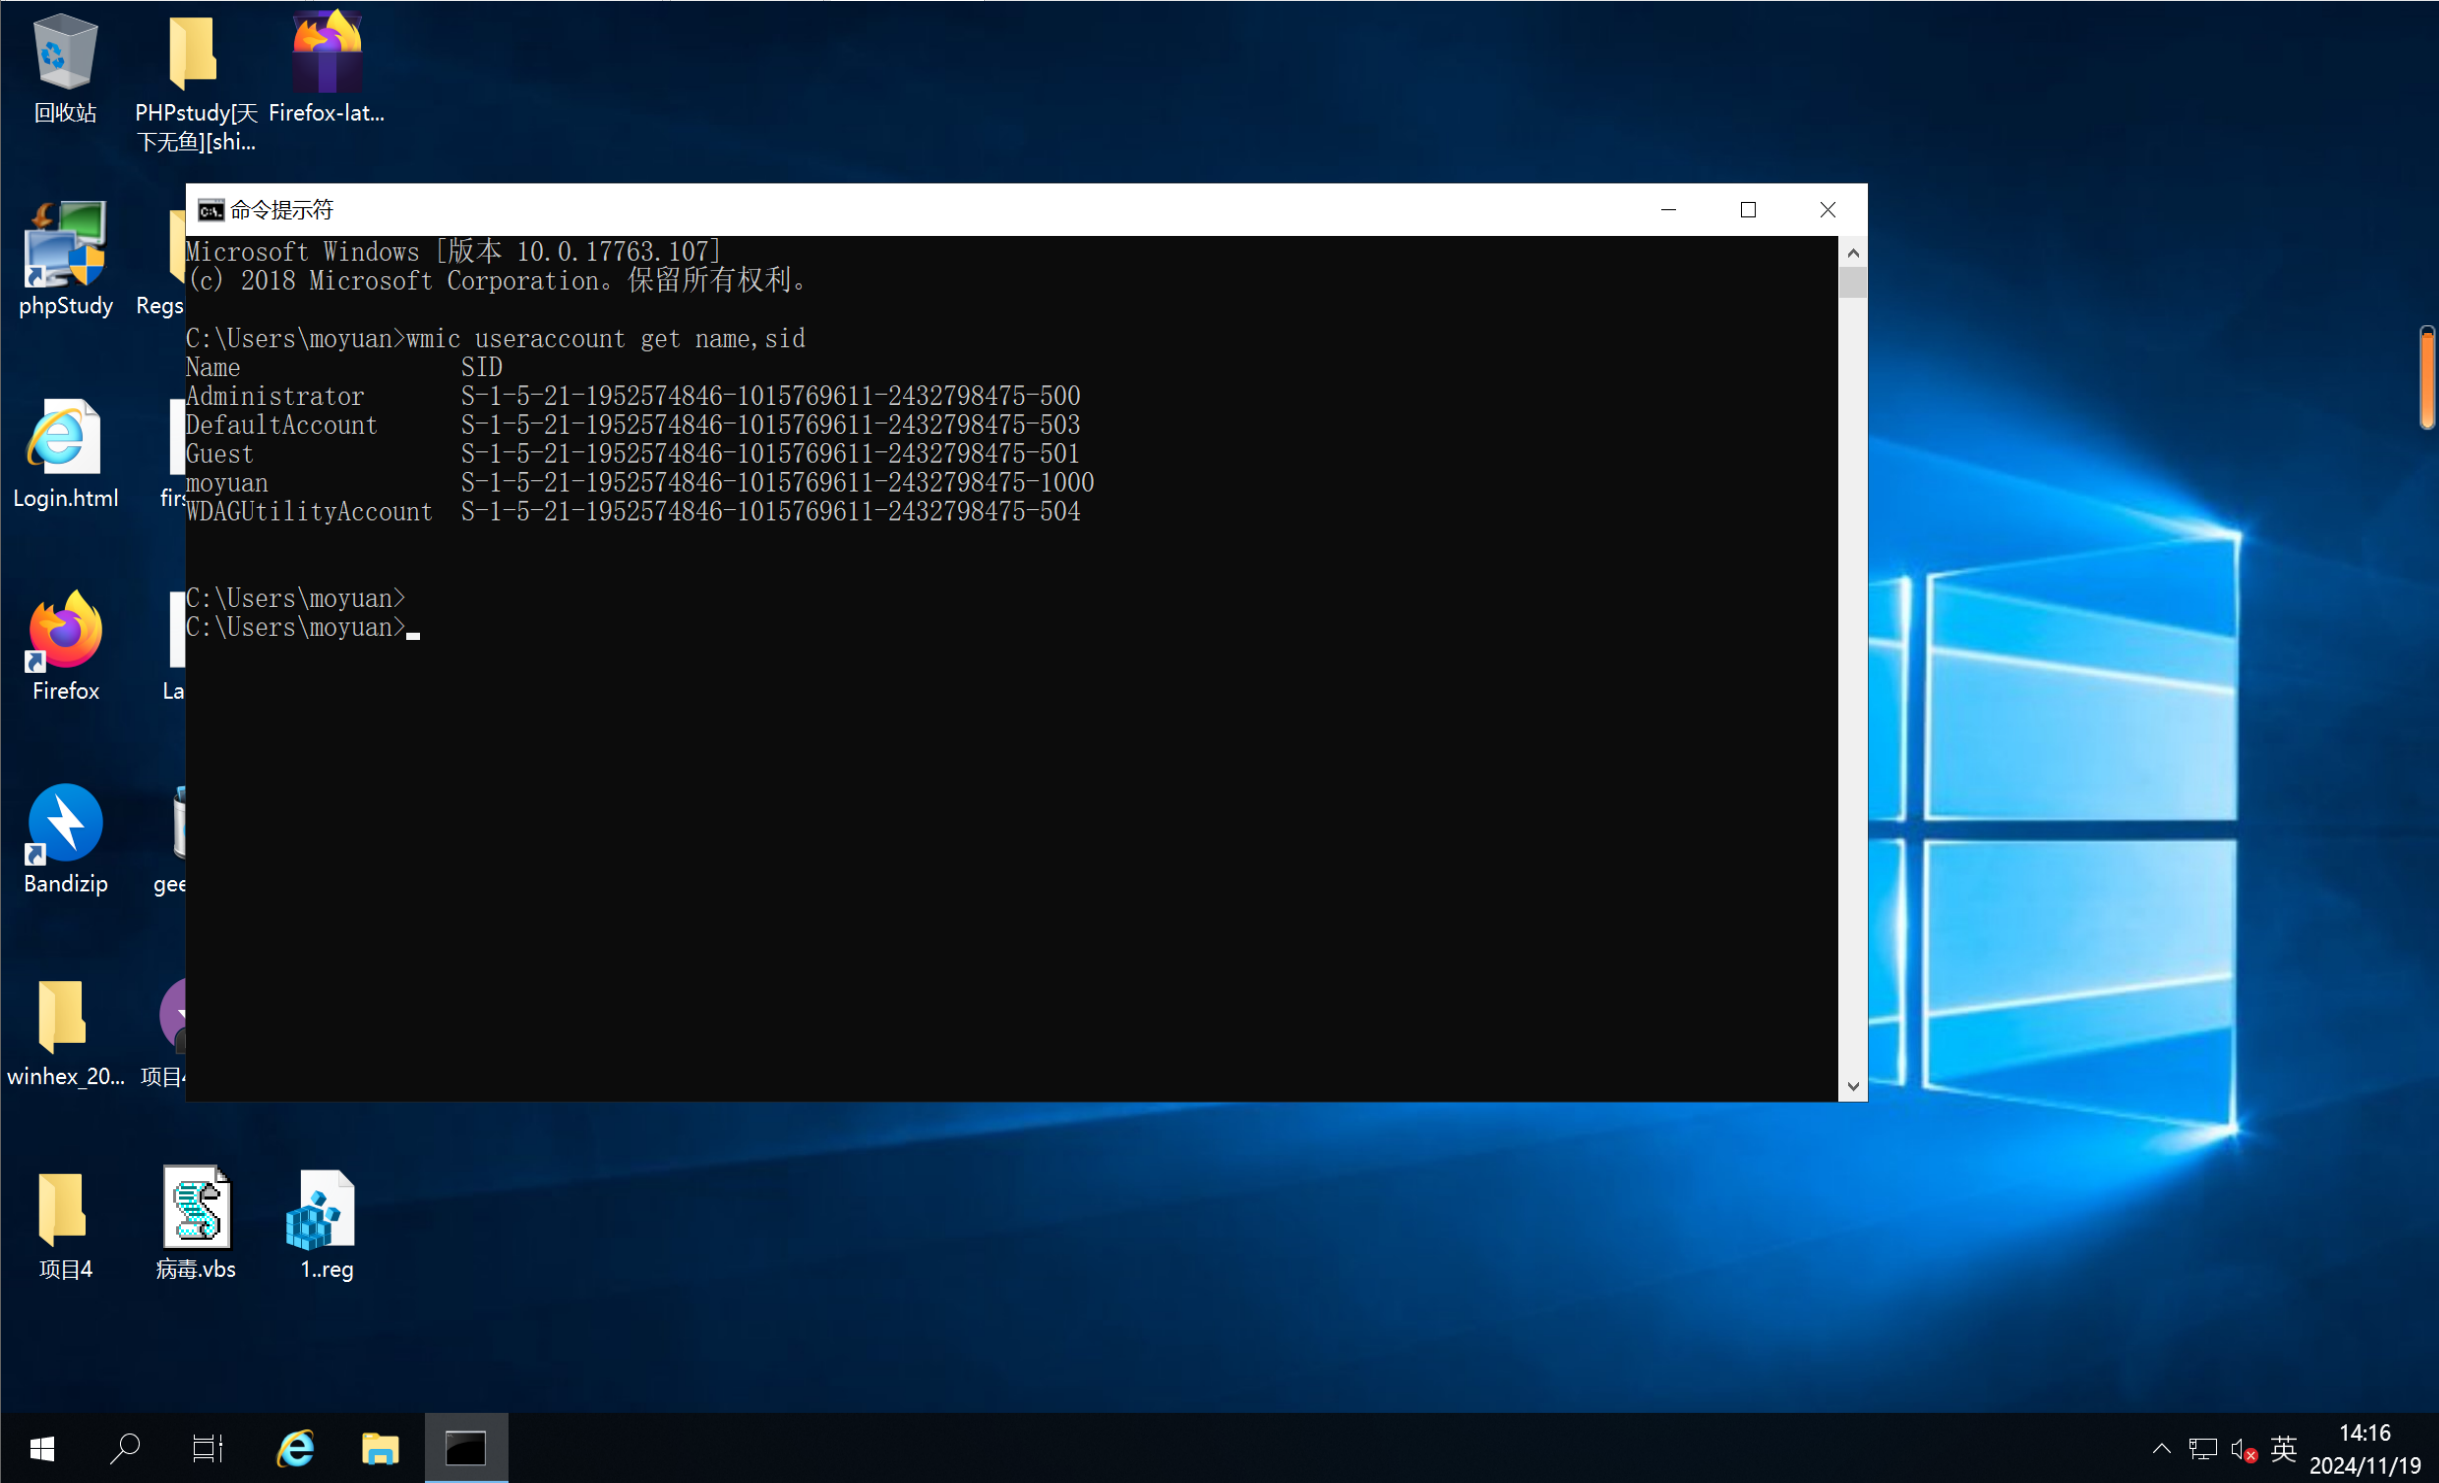 回收站
PHPstudy[天
下无鱼][shi...
Firefox-lat...
phpStudy
Regs
Login.html
firs
Firefox
La
Bandizip
gee
winhex_20...
项目4
项目4
病毒.vbs
1..reg
命令提示符
Microsoft Windows [版本 10.0.17763.107]
(c) 2018 Microsoft Corporation。保留所有权利。
C:\Users\moyuan>wmic useraccount get name,sid
Name SID
Administrator S-1-5-21-1952574846-1015769611-2432798475-500
DefaultAccount S-1-5-21-1952574846-1015769611-2432798475-503
Guest S-1-5-21-1952574846-1015769611-2432798475-501
moyuan S-1-5-21-1952574846-1015769611-2432798475-1000
WDAGUtilityAccount S-1-5-21-1952574846-1015769611-2432798475-504
C:\Users\moyuan>
C:\Users\moyuan>
英
14:16
2024/11/19